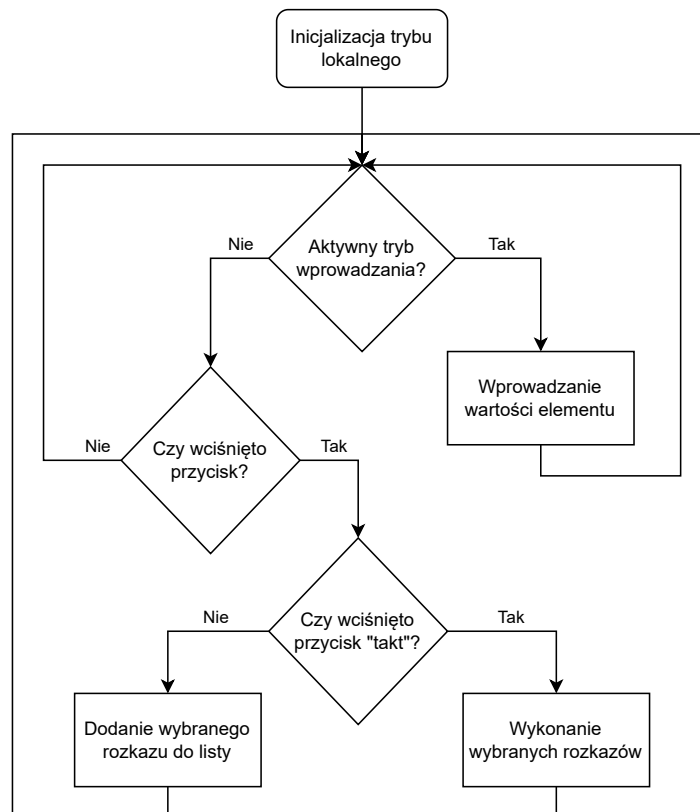 Inicjalizacja trybu
lokalnego
Nie
Aktywny tryb
wprowadzania?
Tak
Wprowadzanie
wartości elementu
Nie
Czy wciśnięto
przycisk?
Tak
Nie
Czy wciśnięto
przycisk "takt"?
Tak
Dodanie wybranego
rozkazu do listy
Wykonanie
wybranych rozkazów